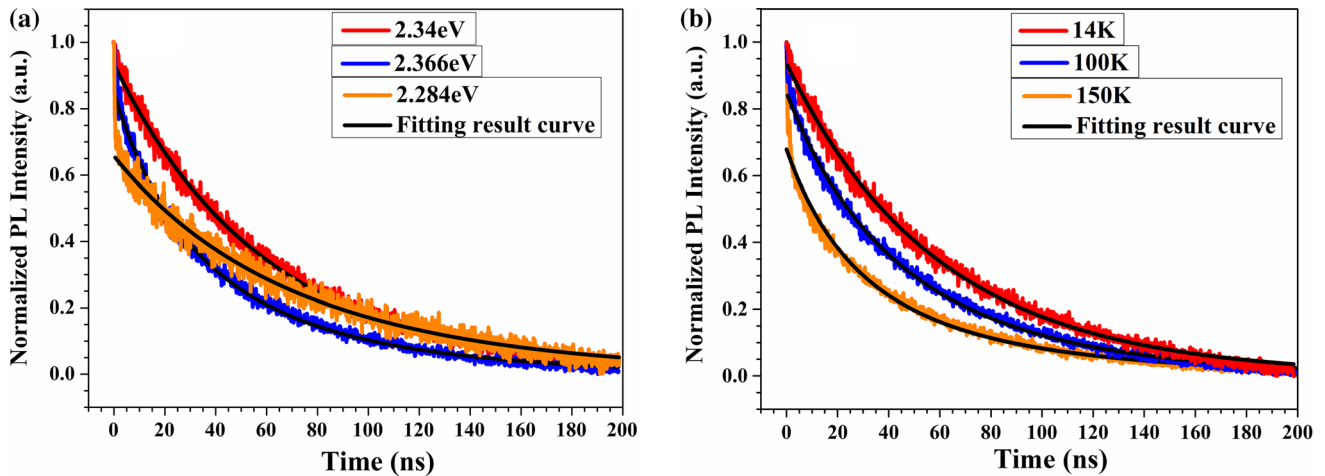 (a)
2.34eV
2.366eV
2.284eV
Fitting result curve
Normalized PL Intensity (a.u.)
1.0
0.8
0.6
0.4
0.2
0.0
0 20 40 60 80 100 120 140 160 180 200
Time (ns)
(b)
14K
100K
150K
Fitting result curve
Normalized PL Intensity (a.u.)
1.0
0.8
0.6
0.4
0.2
0.0
0 20 40 60 80 100 120 140 160 180 200
Time (ns)